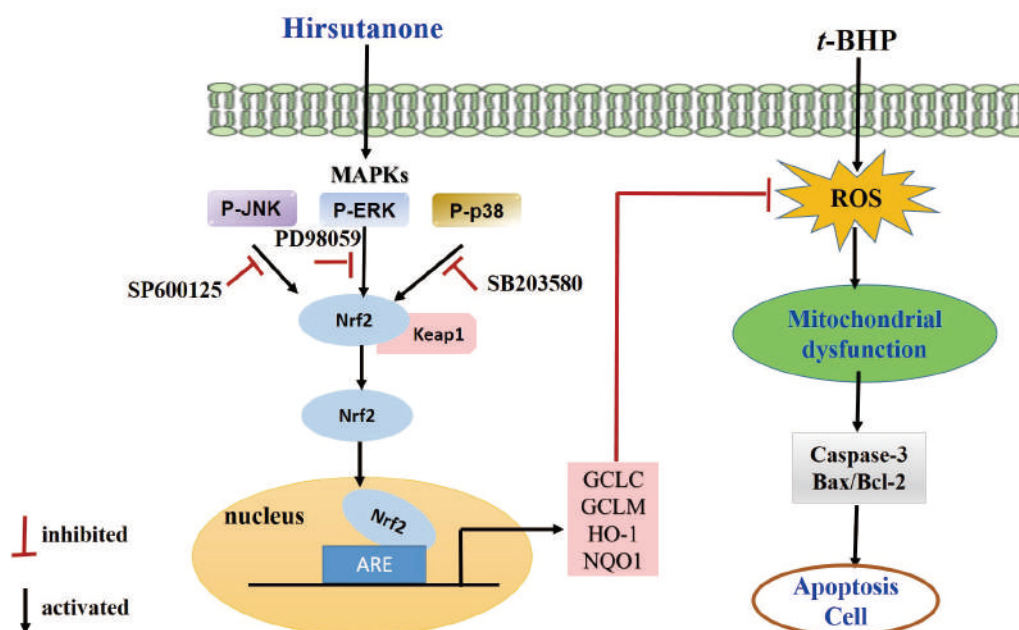 Hirsutanone
t-BHP
MAPKs
P-JNK
P-ERK
P-p38
PD98059
SP600125
SB203580
Nrf2
Keap1
Nrf2
nucleus
Nrf2
ARE
GCLC
GCLM
HO-1
NQO1
ROS
Mitochondrial
dysfunction
Caspase-3
Bax/Bcl-2
Apoptosis
Cell
inhibited
activated